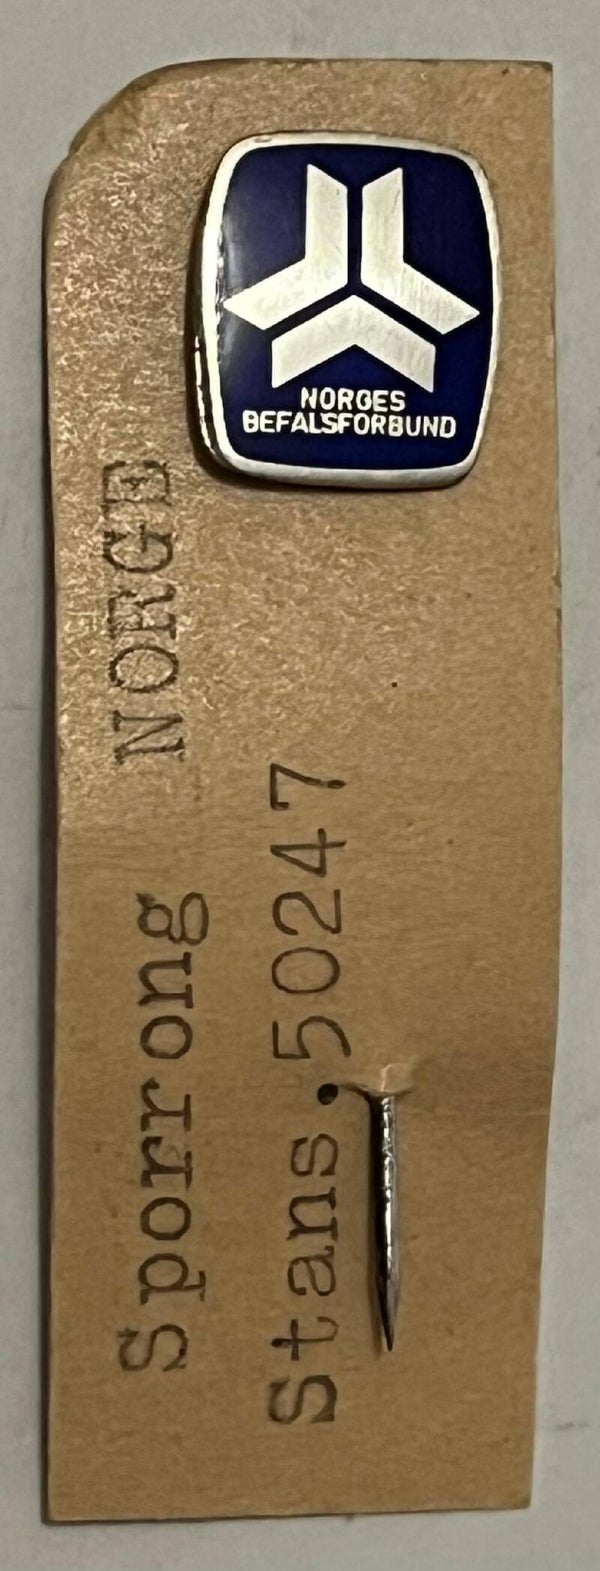 NORGES
BEFALSFORBUND
Sporrong NORGE
Stans.50247